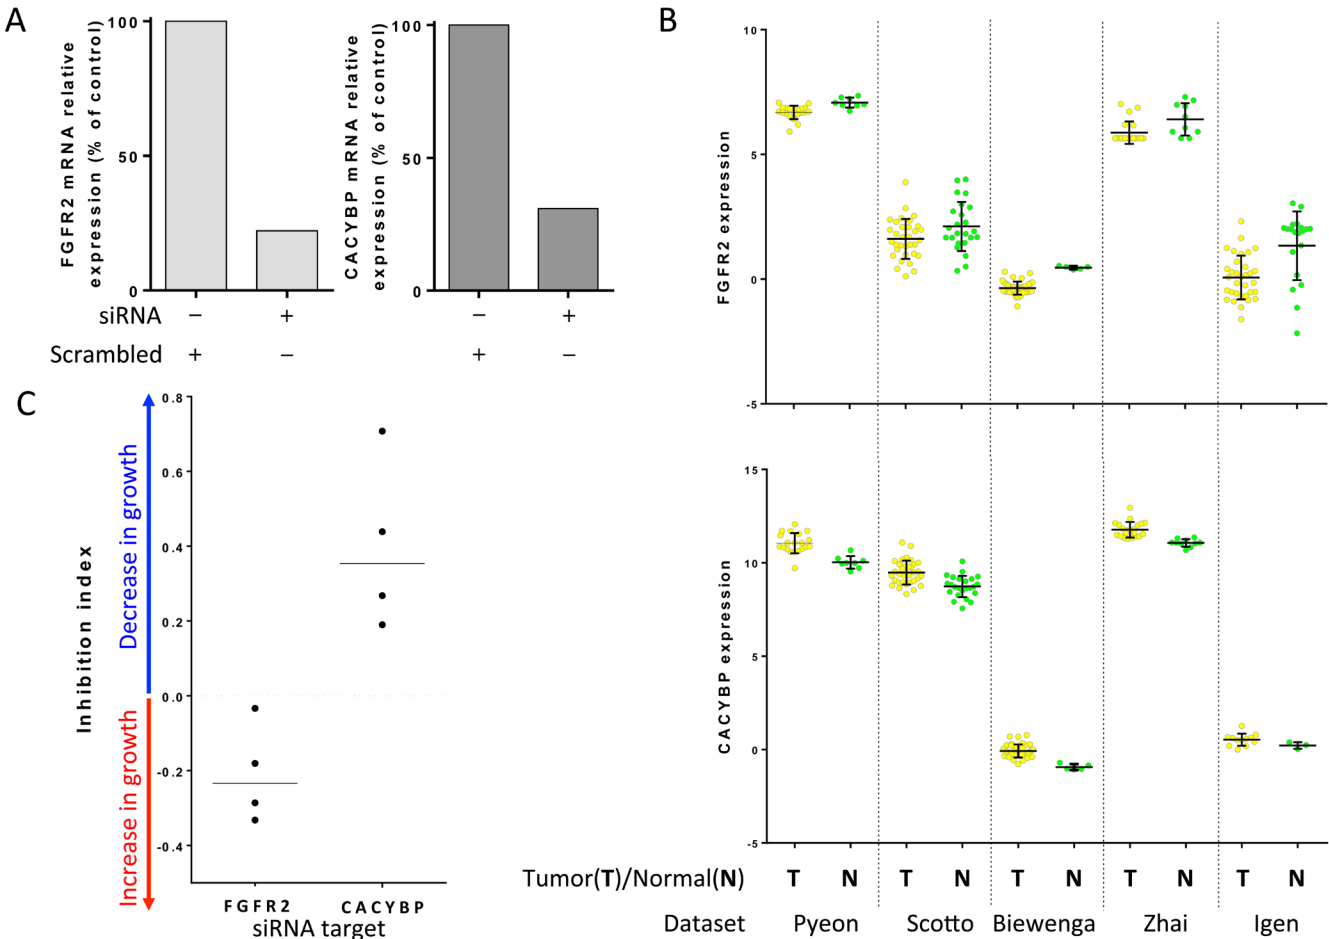 A
FGFR2 mRNA relative
expression (% of control)
100
50
0
CACYBP mRNA relative
expression (% of control)
100
50
0
siRNA – + – +
Scrambled + – + –
B
FGFR2 expression
10
5
0
-5
CACYBP expression
15
10
5
0
-5
Tumor(T)/Normal(N) T N T N T N T N T N
Dataset Pyeon Scotto Biewenga Zhai Igen
C
Decrease in growth
Increase in growth
Inhibition index
0.8
0.6
0.4
0.2
0.0
-0.2
-0.4
FGFR2 CACYBP
siRNA target